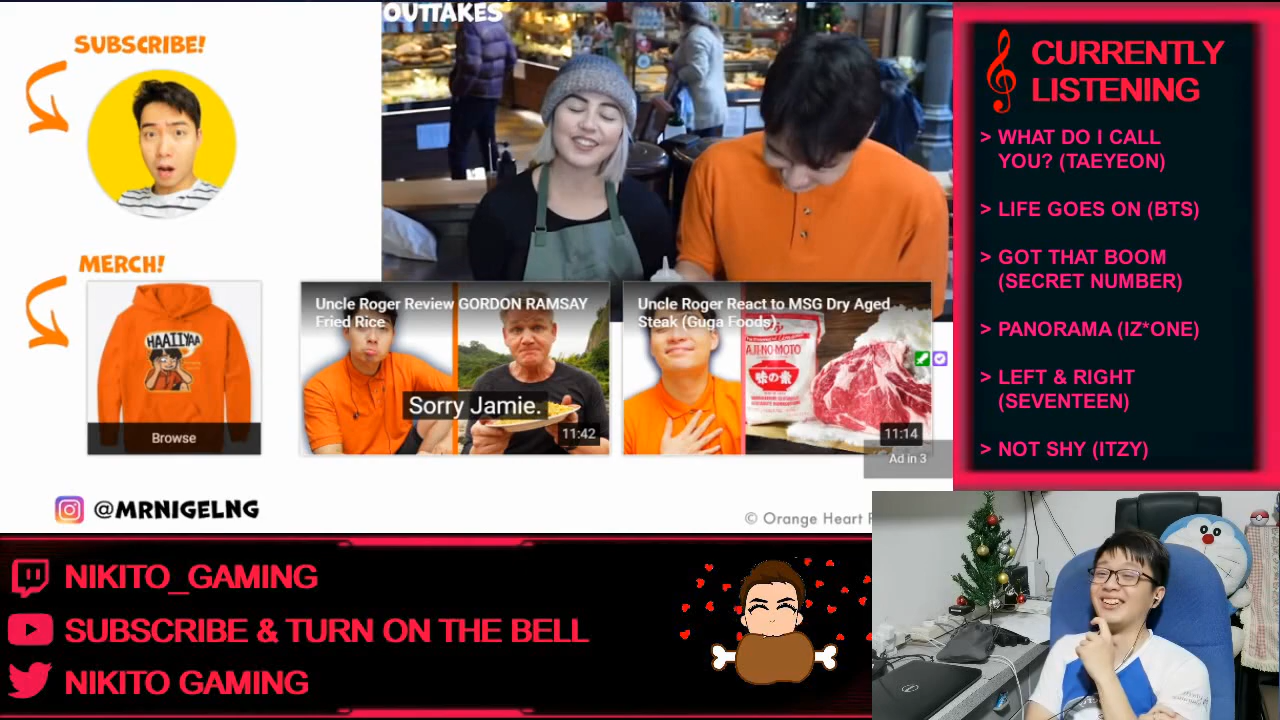 OUTTAKES
SUBSCRIBE!
MERCH!
HAAIIYAA
Browse
Uncle Roger Review GORDON RAMSAY
Fried Rice
11:42
Uncle Roger React to MSG Dry Aged
Steak (Guga Foods)
AJI-NO-MOTO
味の素
11:14
Sorry Jamie.
Ad in 3
@MRNIGELNG
© Orange Heart
CURRENTLY
LISTENING
> WHAT DO I CALL
YOU? (TAEYEON)
> LIFE GOES ON (BTS)
> GOT THAT BOOM
(SECRET NUMBER)
> PANORAMA (IZ*ONE)
> LEFT & RIGHT
(SEVENTEEN)
> NOT SHY (ITZY)
NIKITO_GAMING
SUBSCRIBE & TURN ON THE BELL
NIKITO GAMING